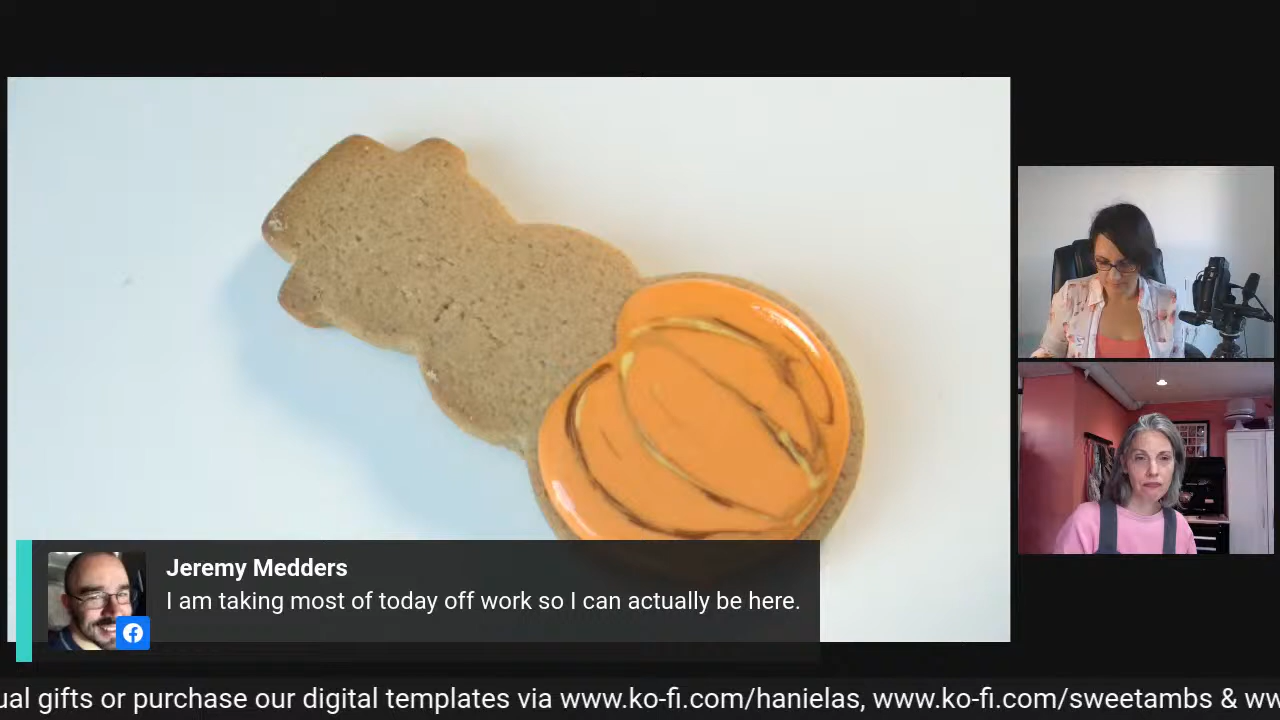 Jeremy Medders
I am taking most of today off work so I can actually be here.
ual gifts or purchase our digital templates via www.ko-fi.com/hanielas, www.ko-fi.com/sweetambs & ww